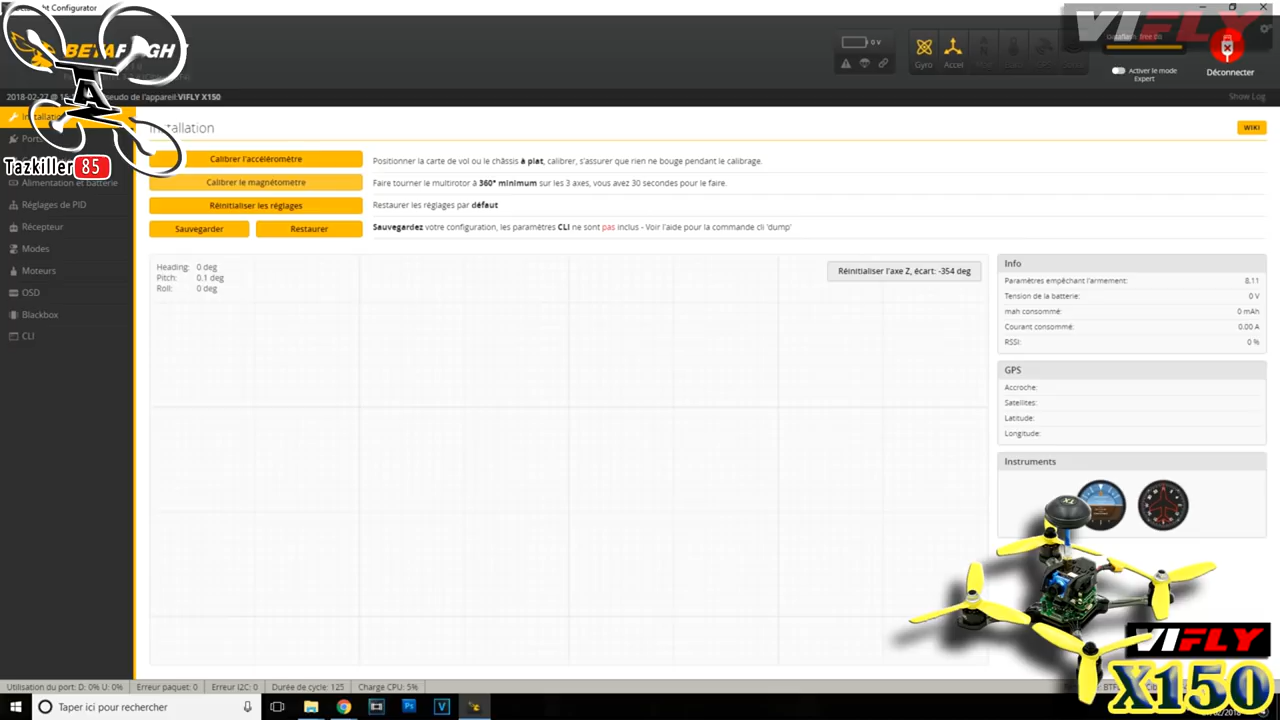 Configurator
VIFLY
BETAFLIGHT
0 V
Gyro
Accel
Activer le mode
Expert
Déconnecter
2018-02-27 @
de l'appareil:VIFLY X150
Show Log
A
Tazkiller 85
Installation
WIKI
Calibrer l'accéléromètre
Positionner la carte de vol ou le châssis à plat, calibrer, s'assurer que rien ne bouge pendant le calibrage.
Calibrer le magnétomètre
Faire tourner le multirotor à 360° minimum sur les 3 axes, vous avez 30 secondes pour le faire.
Réinitialiser les réglages
Restaurer les réglages par défaut
Sauvegarder
Restaurer
Sauvegardez votre configuration, les paramètres CLI ne sont pas inclus - Voir l'aide pour la commande cli 'dump'
Alimentation et batterie
Réglages de PID
Récepteur
Modes
Moteurs
OSD
Blackbox
CLI
Heading: 0 deg
Pitch: 0.1 deg
Roll: 0 deg
Réinitialiser l'axe Z, écart: -354 deg
Info
Paramètres empêchant l'armement: 8,11
Tension de la batterie: 0 V
mah consommé: 0 mAh
Courant consommé: 0.00 A
RSSI: 0 %
GPS
Accroche:
Satellites:
Latitude:
Longitude:
Instruments
TX
VIFLY
X150
Utilisation du port: D: 0% U: 0%
Erreur paquet: 0
Erreur I2C: 0
Durée de cycle: 125
Charge CPU: 5%
Taper ici pour rechercher